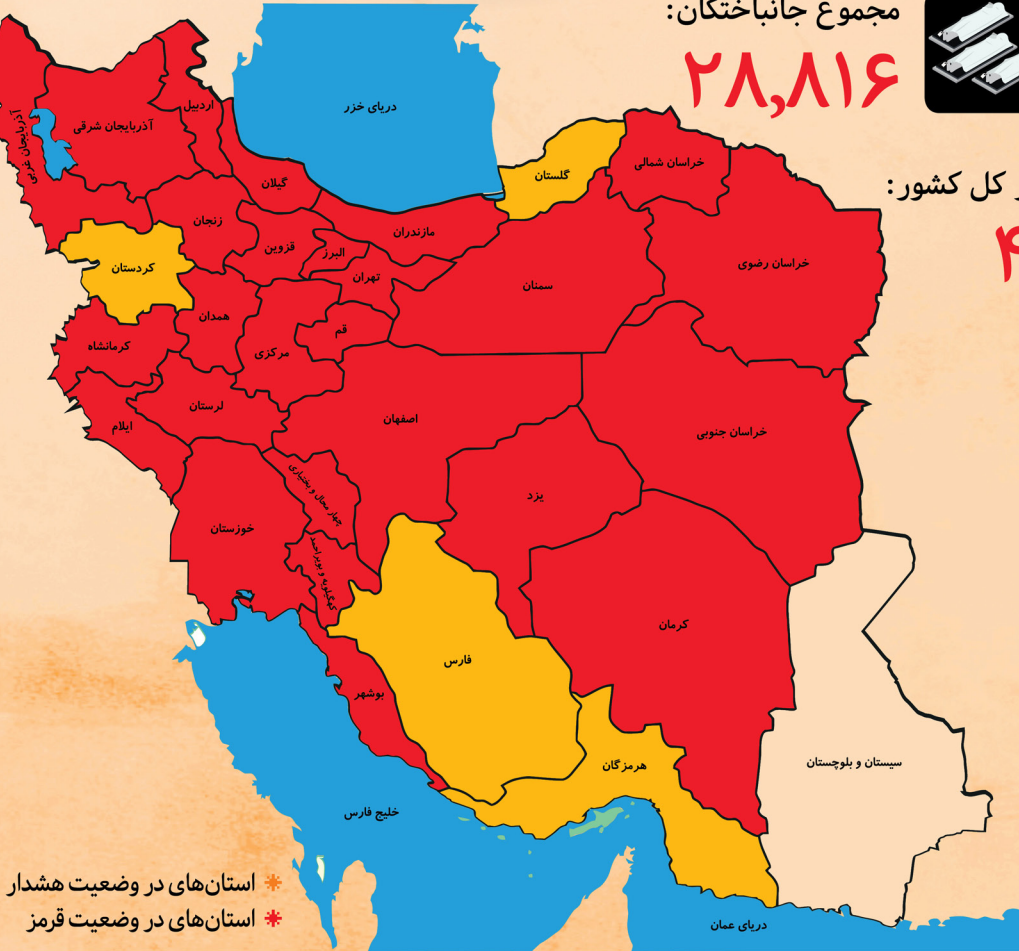 مجموع جانباختگان:
۲۸,۸۱۶
کل کشور:
دریای خزر
اردبیل
آذربایجان شرقی
آذربایجان غربی
گیلان
گلستان
خراسان شمالی
زنجان
قزوین
البرز
مازندران
تهران
سمنان
خراسان رضوی
کردستان
همدان
قم
مرکزی
کرمانشاه
لرستان
ایلام
اصفهان
خراسان جنوبی
چهار محال و بختیاری
یزد
خوزستان
کهگیلویه و بویراحمد
کرمان
فارس
بوشهر
هرمزگان
سیستان و بلوچستان
خلیج فارس
دریای عمان
استان‌های در وضعیت هشدار
استان‌های در وضعیت قرمز